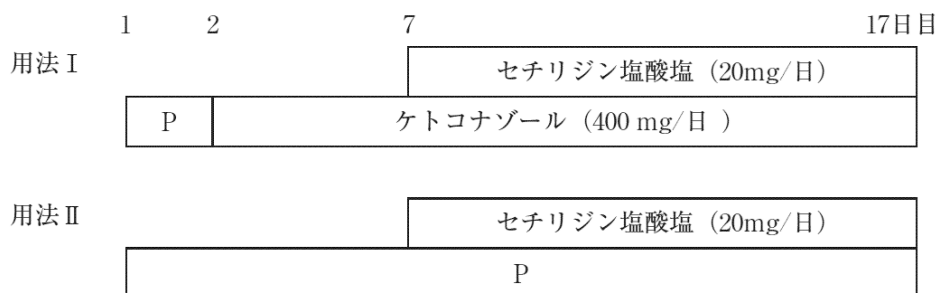 1 2 7 17日目
用法Ⅰ
セチリジン塩酸塩（20mg/日）
P ケトコナゾール（400 mg/日 ）
用法Ⅱ
セチリジン塩酸塩（20mg/日）
P